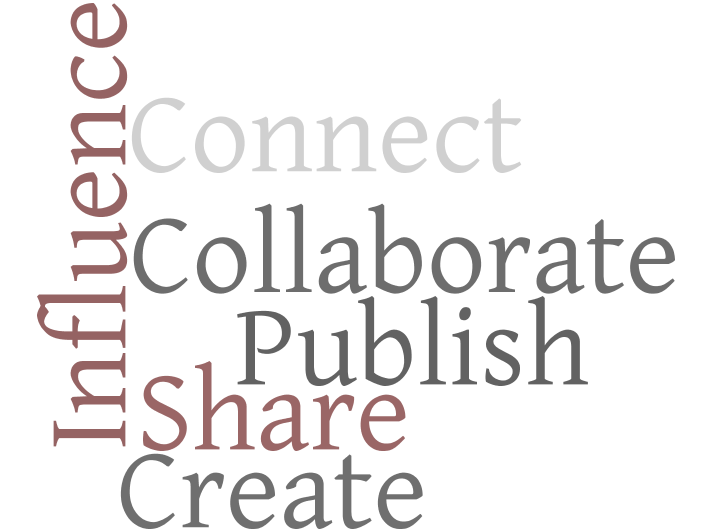 Influence
Connect
Collaborate
Publish
Share
Create